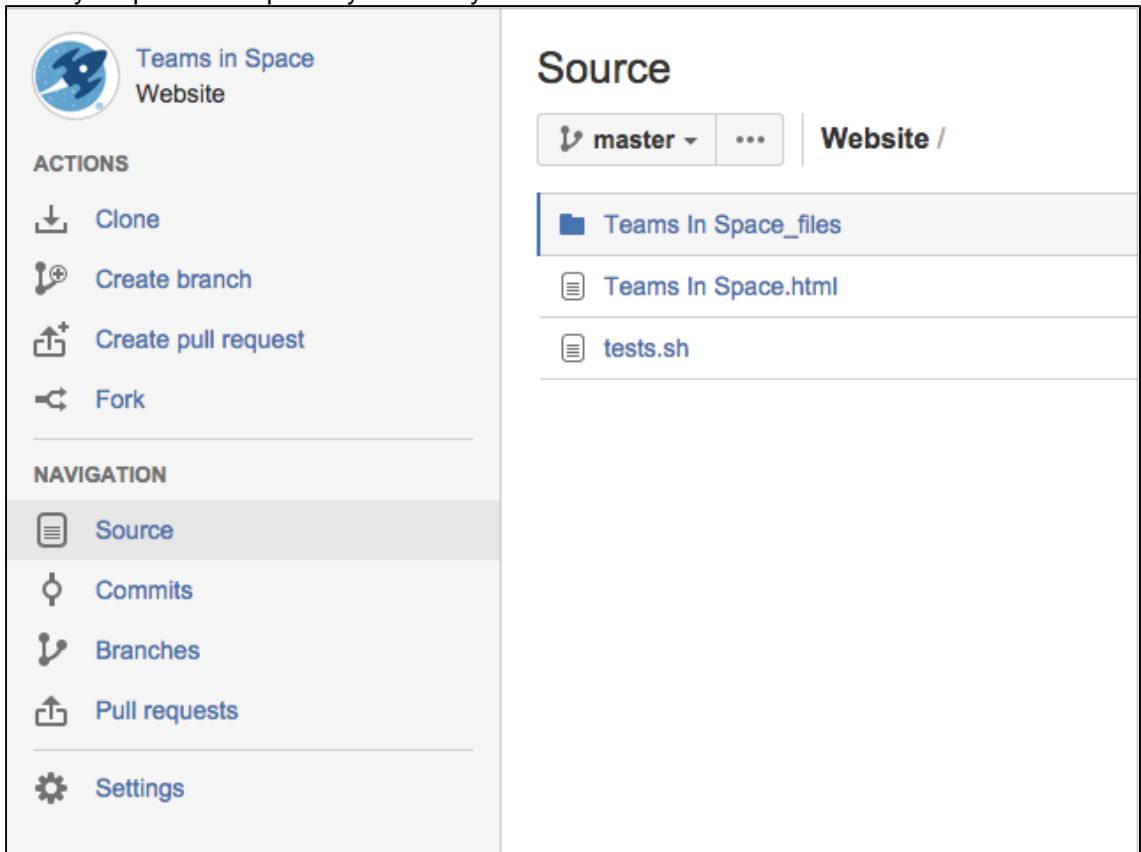 Teams in Space
Website
ACTIONS
Clone
Create branch
Create pull request
Fork
NAVIGATION
Source
Commits
Branches
Pull requests
Settings
Source
master ••• Website /
Teams In Space_files
Teams In Space.html
tests.sh